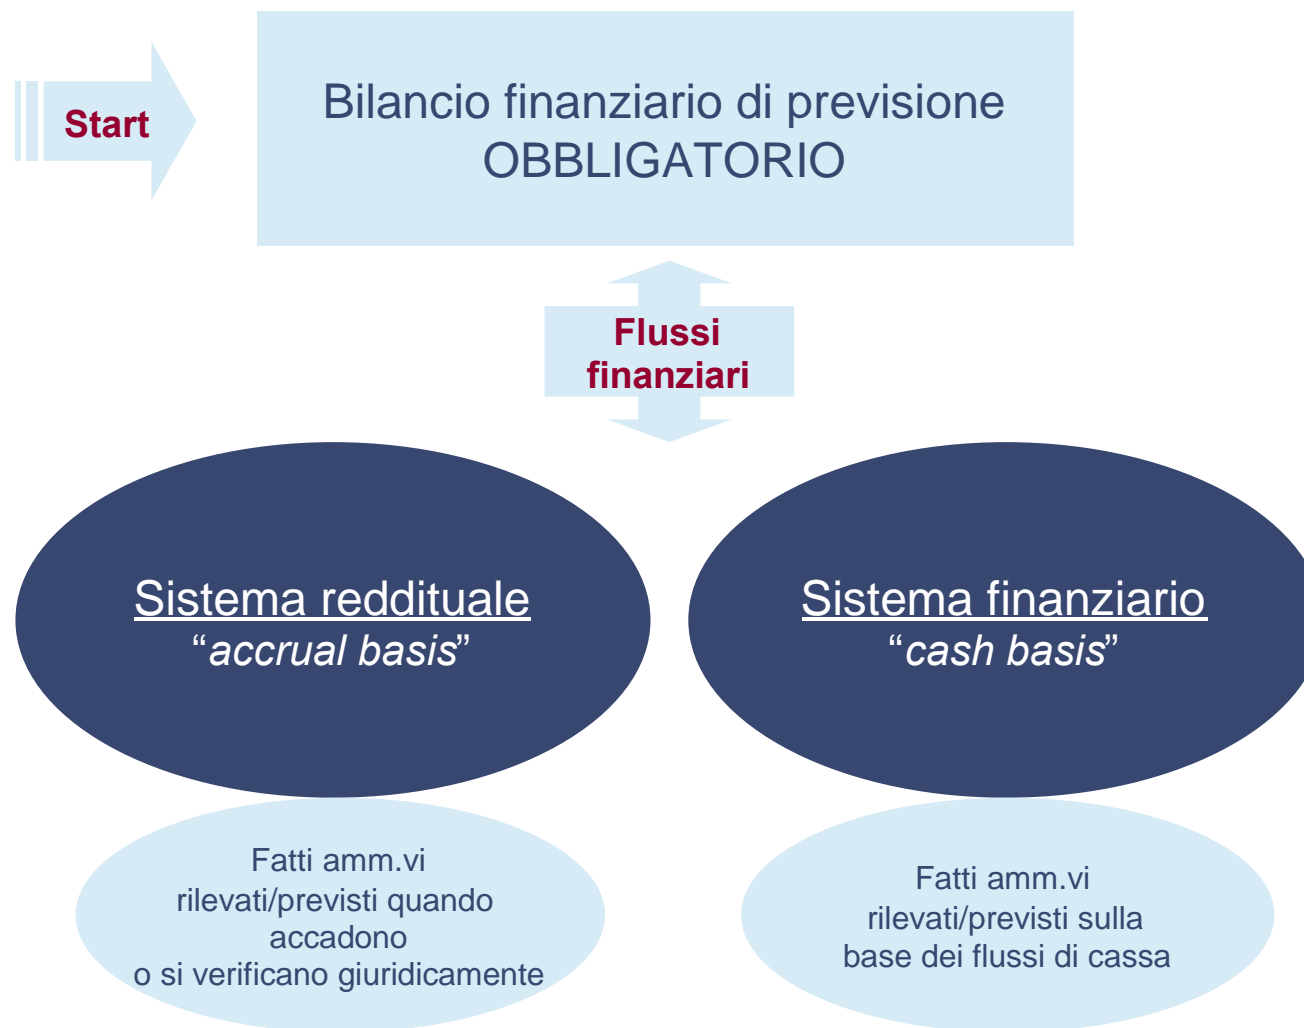 Start
Bilancio finanziario di previsione
OBBLIGATORIO
Flussi
finanziari
Sistema reddituale
“accrual basis”
Sistema finanziario
“cash basis”
Fatti amm.vi
rilevati/previsti quando
accadono
o si verificano giuridicamente
Fatti amm.vi
rilevati/previsti sulla
base dei flussi di cassa